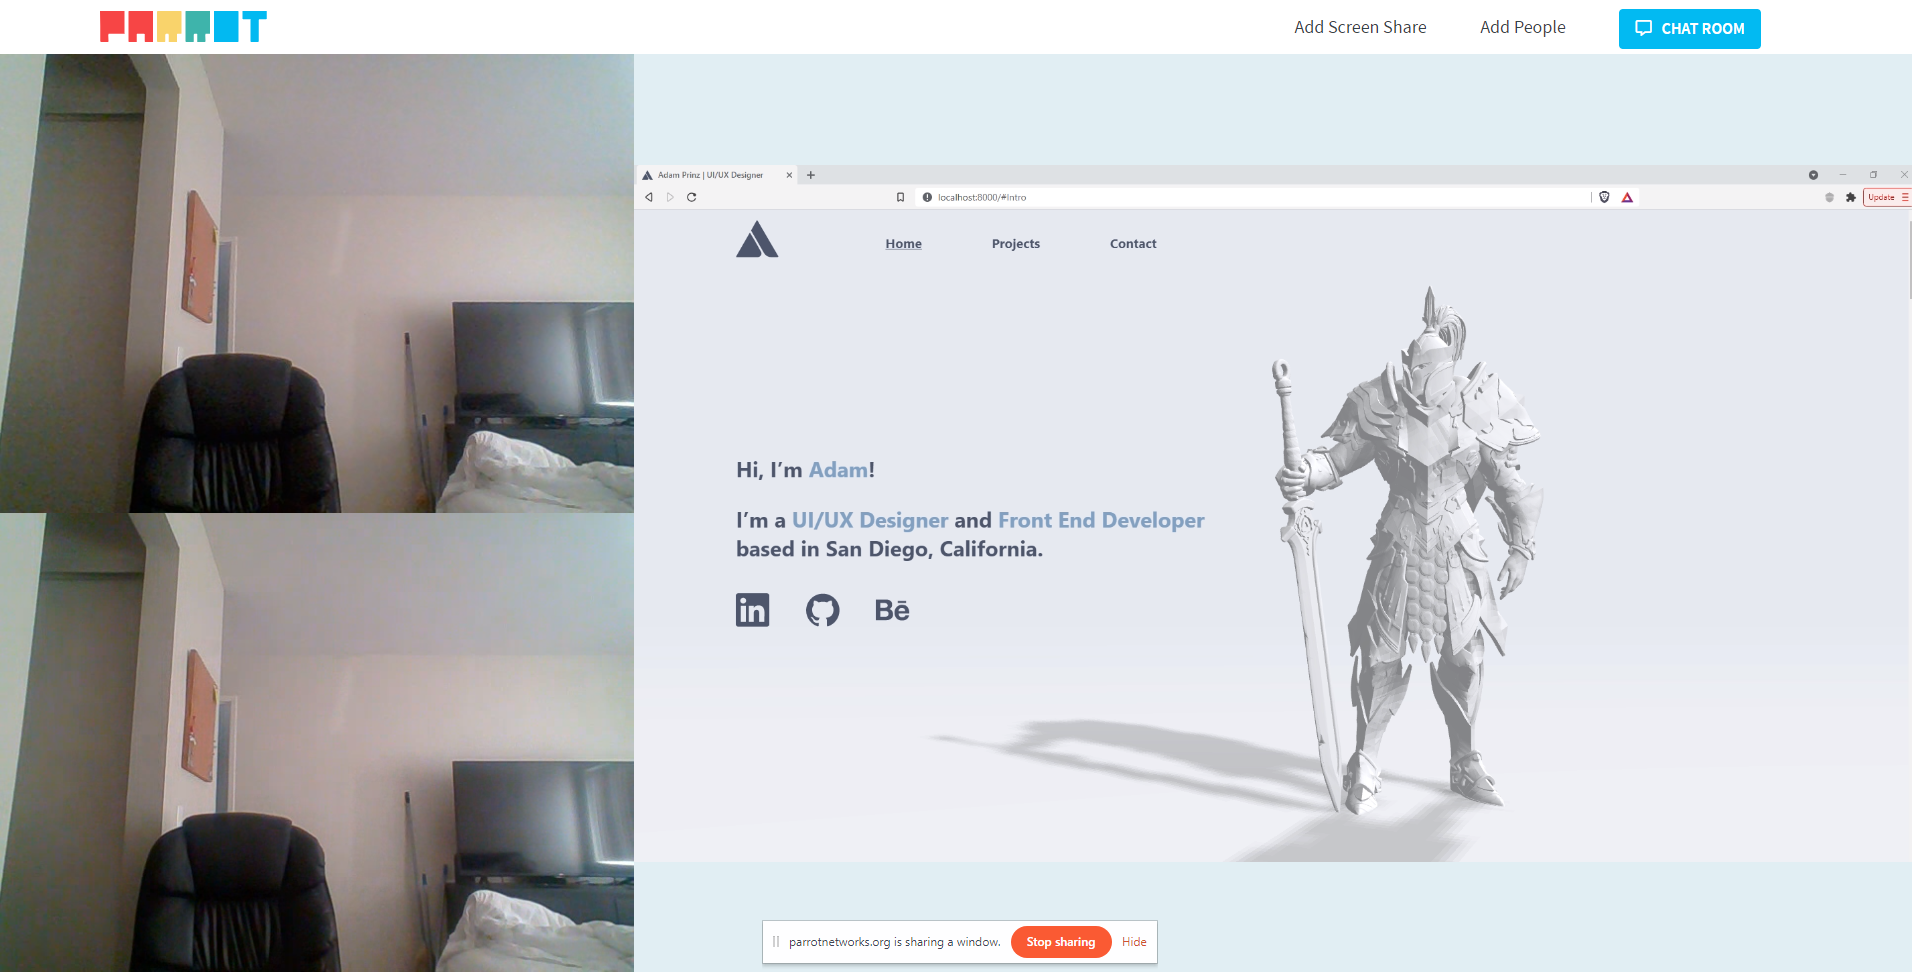 PARROT
Add Screen Share
Add People
CHAT ROOM
Adam Prinz | UI/UX Designer
localhost:8000/#Intro
Update
Home
Projects
Contact
Hi, I’m Adam!
I’m a UI/UX Designer and Front End Developer
based in San Diego, California.
in
Bē
parrotnetworks.org is sharing a window.
Stop sharing
Hide